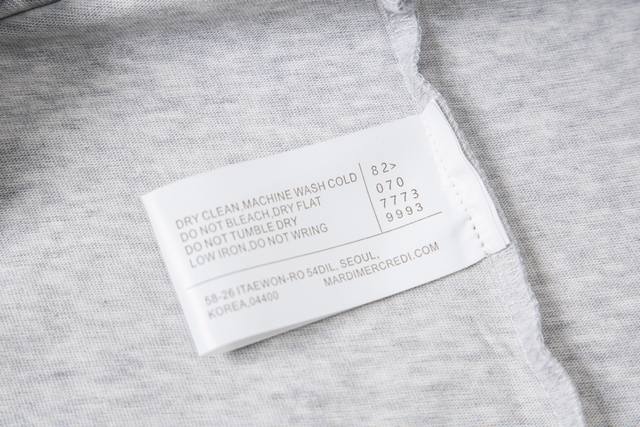 DRY CLEAN,MACHINE WASH COLD
DO NOT BLEACH,DRY FLAT
DO NOT TUMBLE DRY
LOW IRON,DO NOT WRING
82>
070
7773
9993
58-26 ITAEWON-RO 54DIL, SEOUL,
KOREA,04400
MARDIMERCREDI.COM